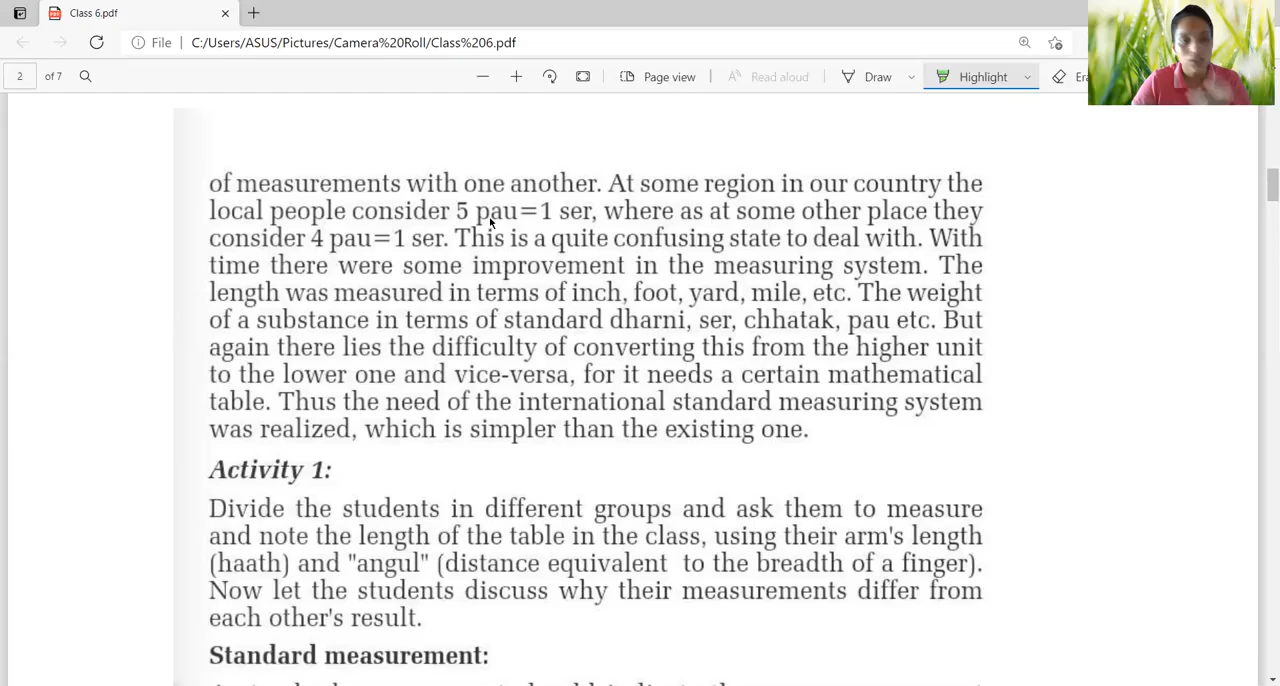 Class 6.pdf
File | C:/Users/ASUS/Pictures/Camera%20Roll/Class%206.pdf
2 of 7 Page view Read aloud Draw Highlight
of measurements with one another. At some region in our country the
local people consider 5 pau=1 ser, where as at some other place they
consider 4 pau=1 ser. This is a quite confusing state to deal with. With
time there were some improvement in the measuring system. The
length was measured in terms of inch, foot, yard, mile, etc. The weight
of a substance in terms of standard dharni, ser, chhatak, pau etc. But
again there lies the difficulty of converting this from the higher unit
to the lower one and vice-versa, for it needs a certain mathematical
table. Thus the need of the international standard measuring system
was realized, which is simpler than the existing one.
Activity 1:
Divide the students in different groups and ask them to measure
and note the length of the table in the class, using their arm's length
(haath) and "angul" (distance equivalent to the breadth of a finger).
Now let the students discuss why their measurements differ from
each other's result.
Standard measurement: